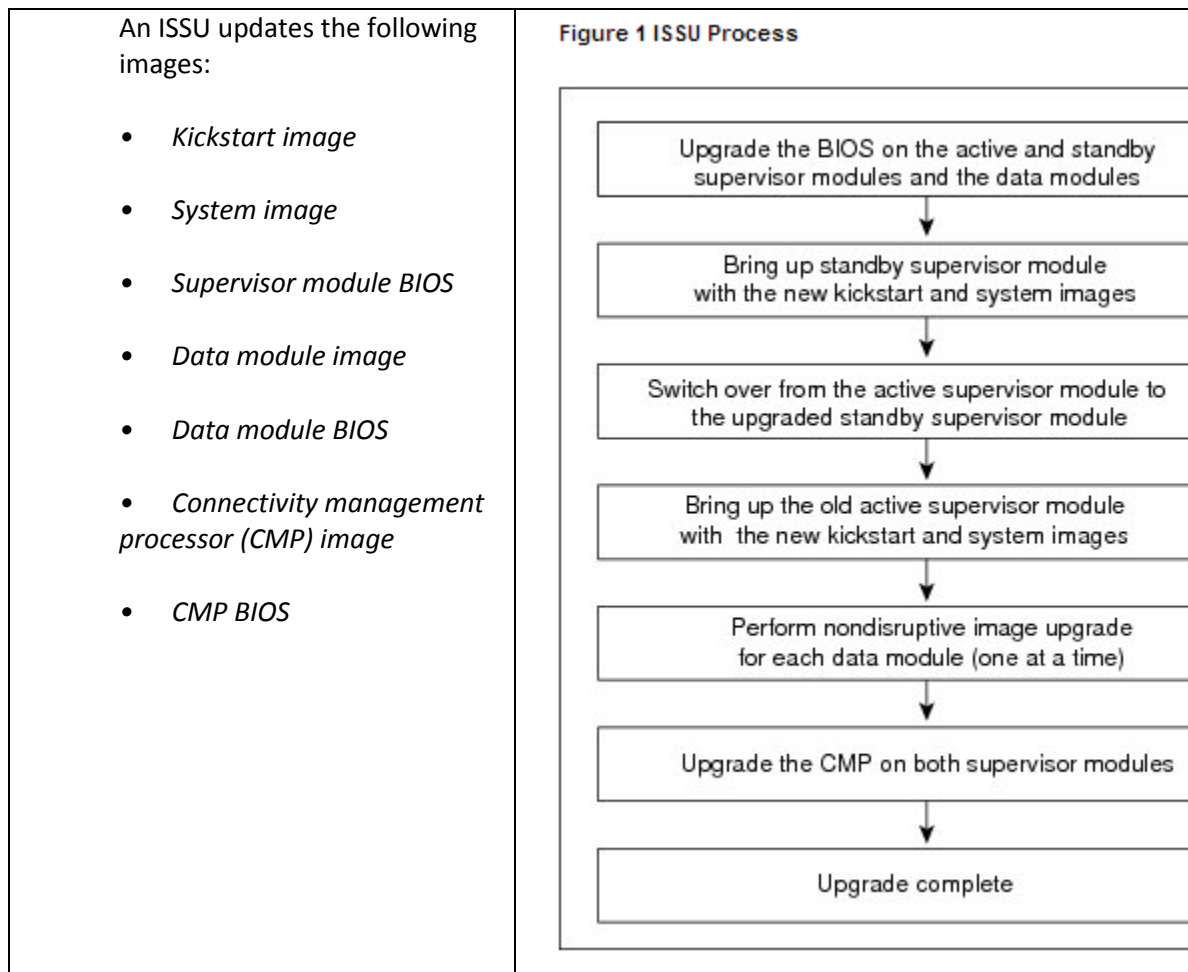 An ISSU updates the following
images:
• Kickstart image
• System image
• Supervisor module BIOS
• Data module image
• Data module BIOS
• Connectivity management
processor (CMP) image
• CMP BIOS
Figure 1 ISSU Process
Upgrade the BIOS on the active and standby
supervisor modules and the data modules
Bring up standby supervisor module
with the new kickstart and system images
Switch over from the active supervisor module to
the upgraded standby supervisor module
Bring up the old active supervisor module
with the new kickstart and system images
Perform nondisruptive image upgrade
for each data module (one at a time)
Upgrade the CMP on both supervisor modules
Upgrade complete